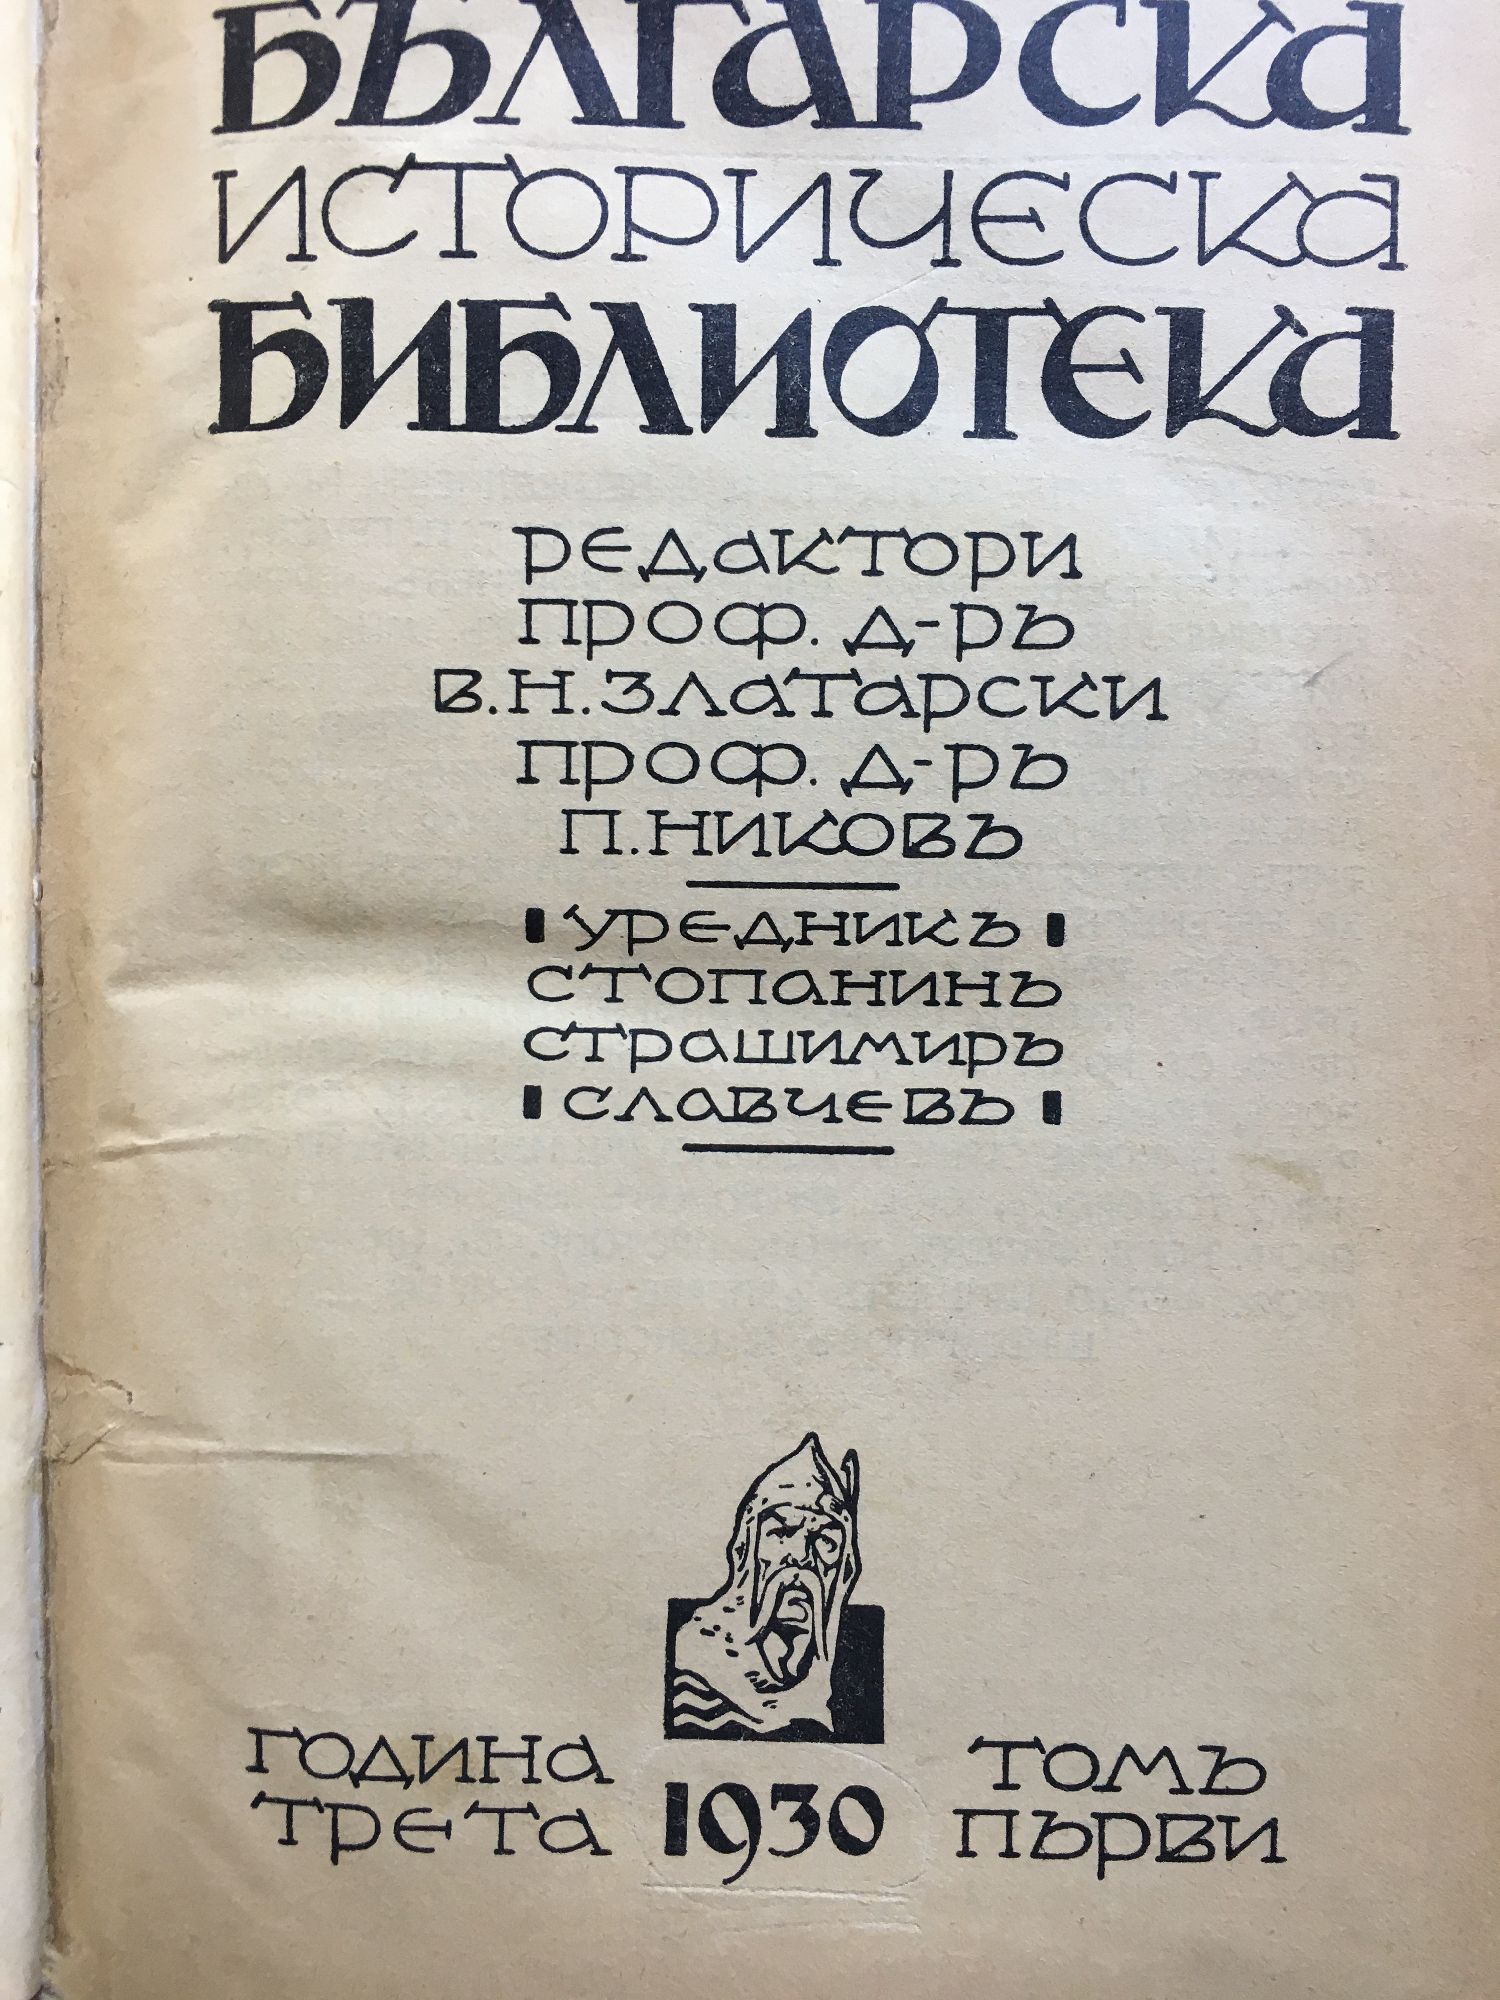 БЪЛГАРСКА
ИСТОРИЧЕСКА
БИБЛИОТЕКА
РЕДАКТОРИ
ПРОФ. Д-РЪ
В.Н.ЗЛАТАРСКИ
ПРОФ. Д-РЪ
П.НИКОВЪ
УРЕДНИКЪ
СТОПАНИНЪ
СТРАШИМИРЪ
СЛАВЧЕВЪ
ГОДИНА
ТРЕТА
1930
ТОМЪ
ПЪРВИ